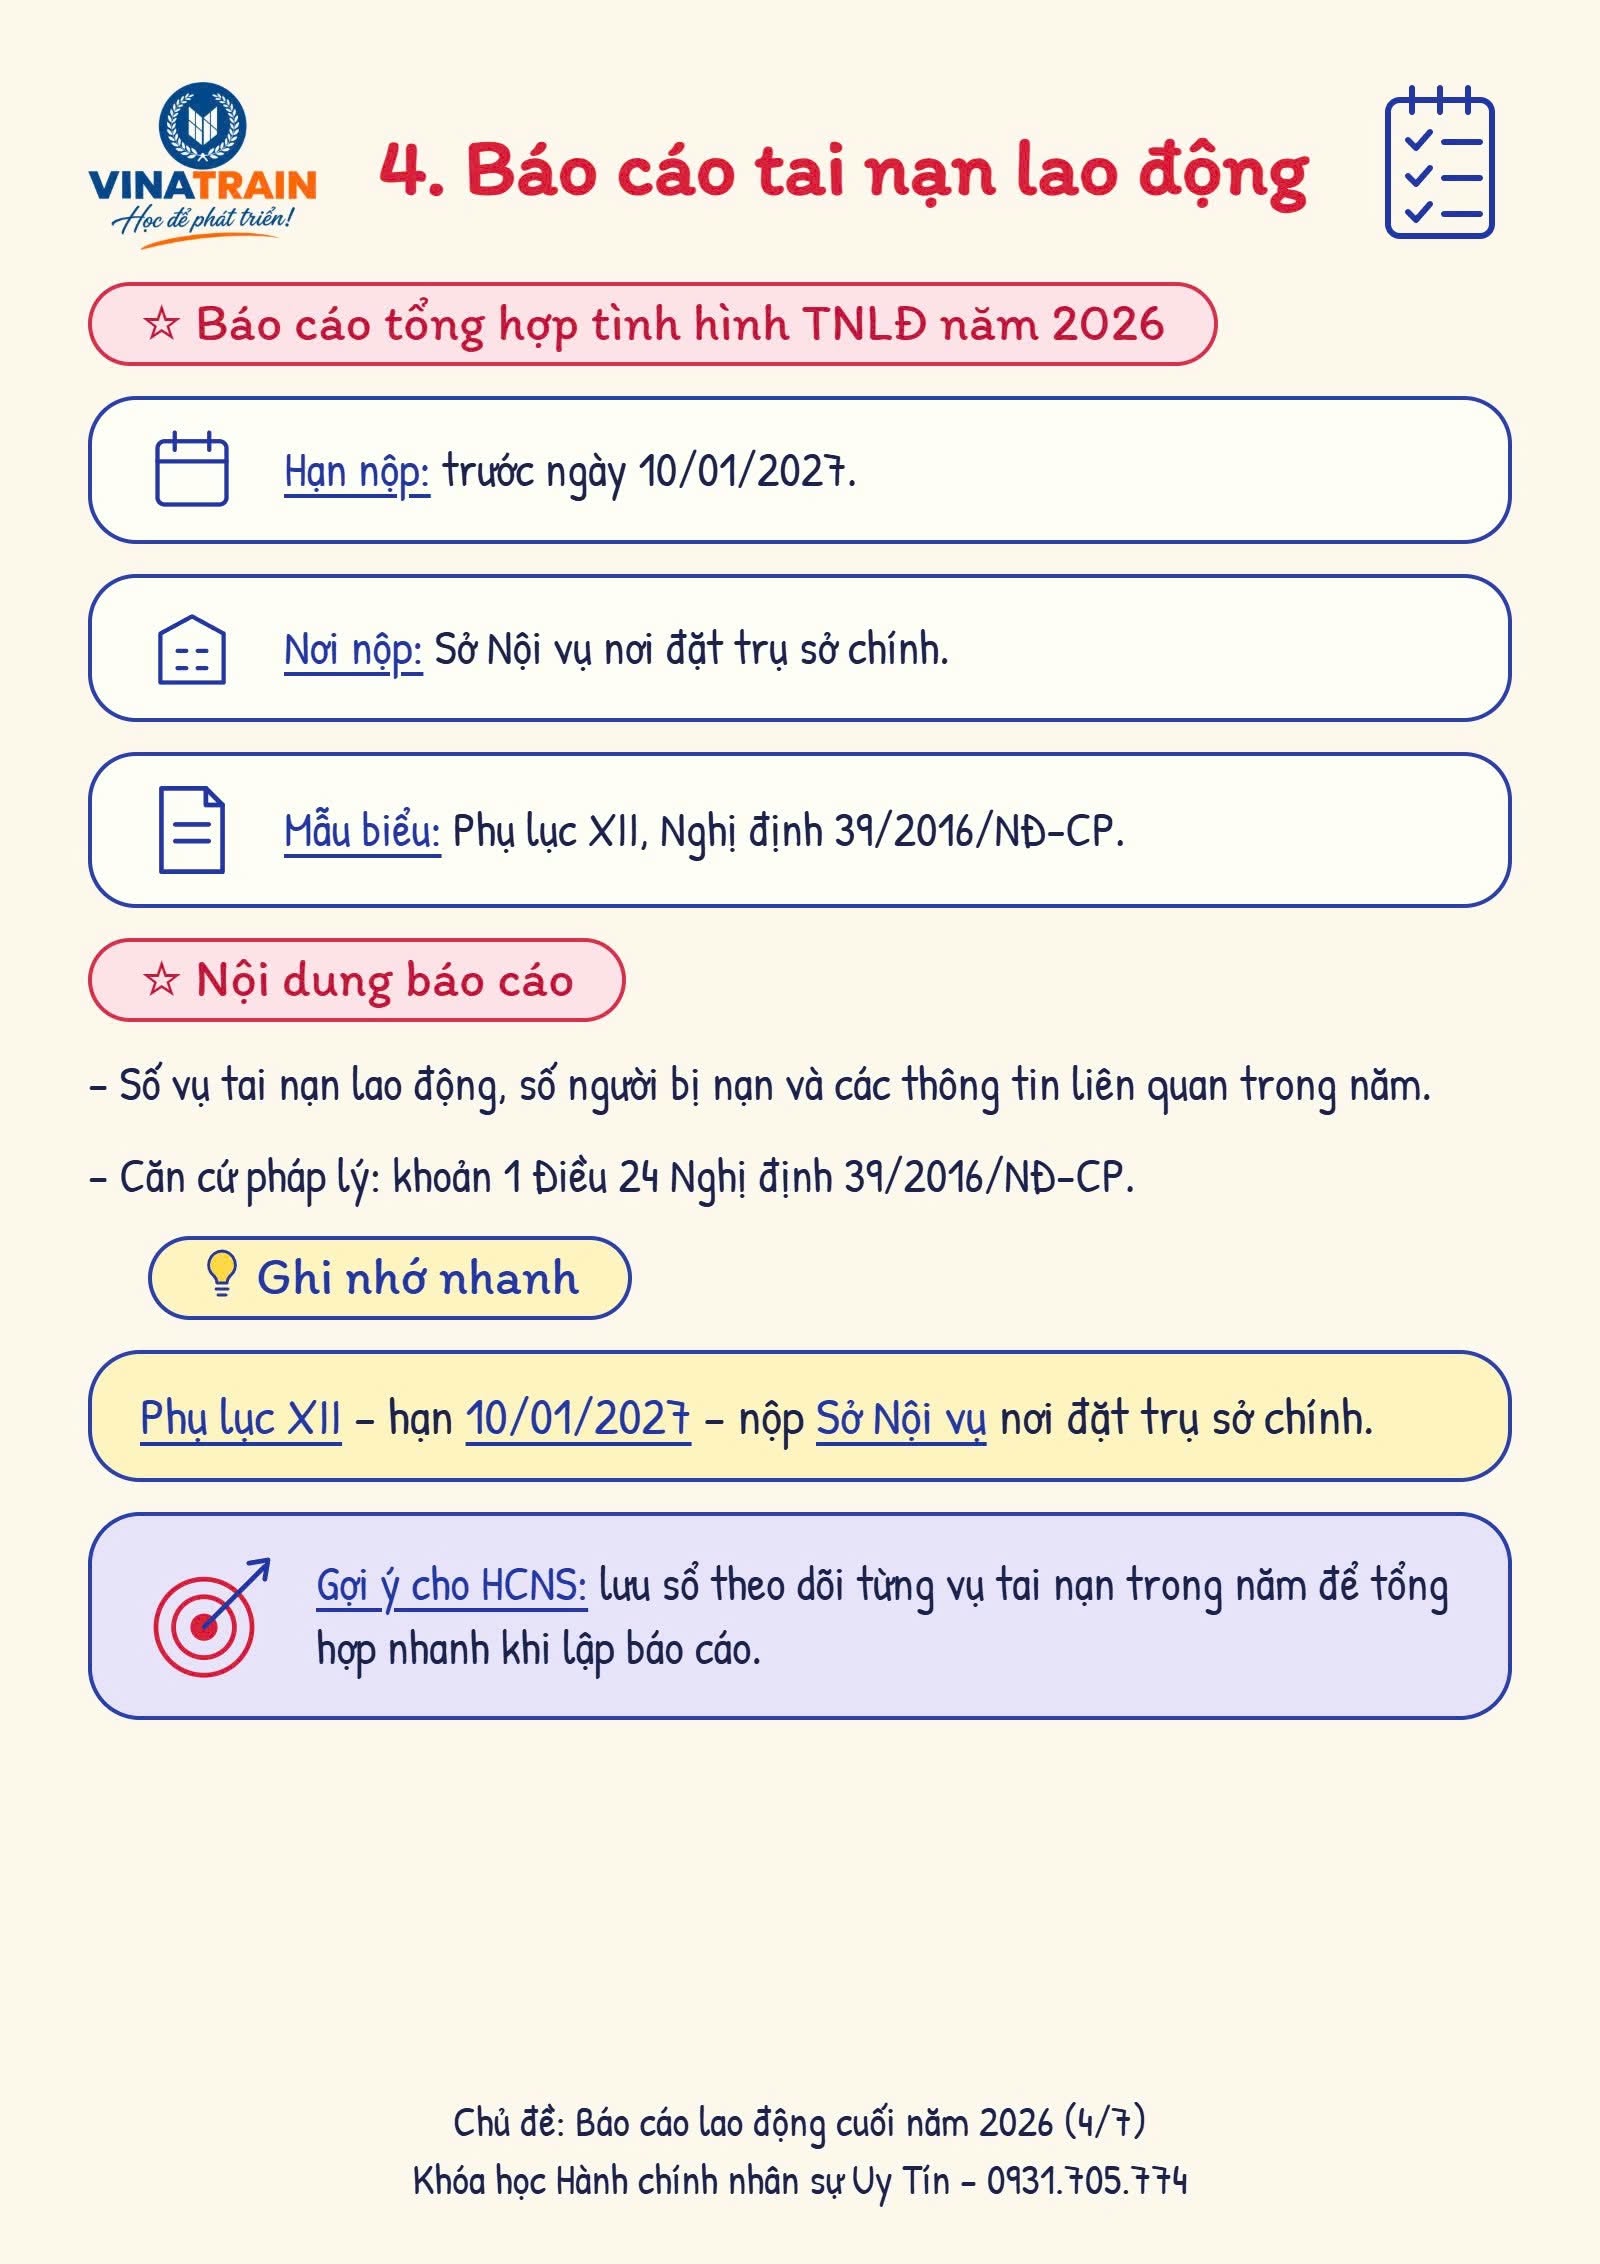 VINATRAIN
Học để phát triển!
4. Báo cáo tai nạn lao động
☆ Báo cáo tổng hợp tình hình TNLĐ năm 2026
Hạn nộp: trước ngày 10/01/2027.
Nơi nộp: Sở Nội vụ nơi đặt trụ sở chính.
Mẫu biểu: Phụ lục XII, Nghị định 39/2016/NĐ-CP.
☆ Nội dung báo cáo
- Số vụ tai nạn lao động, số người bị nạn và các thông tin liên quan trong năm.
- Căn cứ pháp lý: khoản 1 Điều 24 Nghị định 39/2016/NĐ-CP.
Ghi nhớ nhanh
Phụ lục XII - hạn 10/01/2027 - nộp Sở Nội vụ nơi đặt trụ sở chính.
Gợi ý cho HCNS: lưu sổ theo dõi từng vụ tai nạn trong năm để tổng
hợp nhanh khi lập báo cáo.
Chủ đề: Báo cáo lao động cuối năm 2026 (4/7)
Khóa học Hành chính nhân sự Uy Tín - 0931.705.774